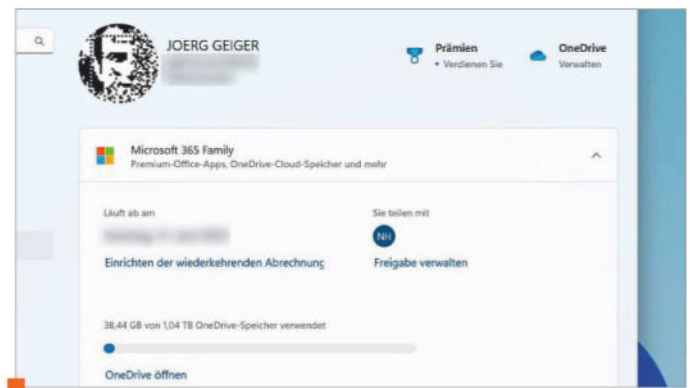 JOERG GEIGER
Prämien
• Verdienen Sie
OneDrive
Verwalten
Microsoft 365 Family
Premium-Office-Apps, OneDrive-Cloud-Speicher und mehr
Läuft ab am
Sie teilen mit
NH
Einrichten der wiederkehrenden Abrechnung
Freigabe verwalten
38,44 GB von 1,04 TB OneDrive-Speicher verwendet
OneDrive öffnen